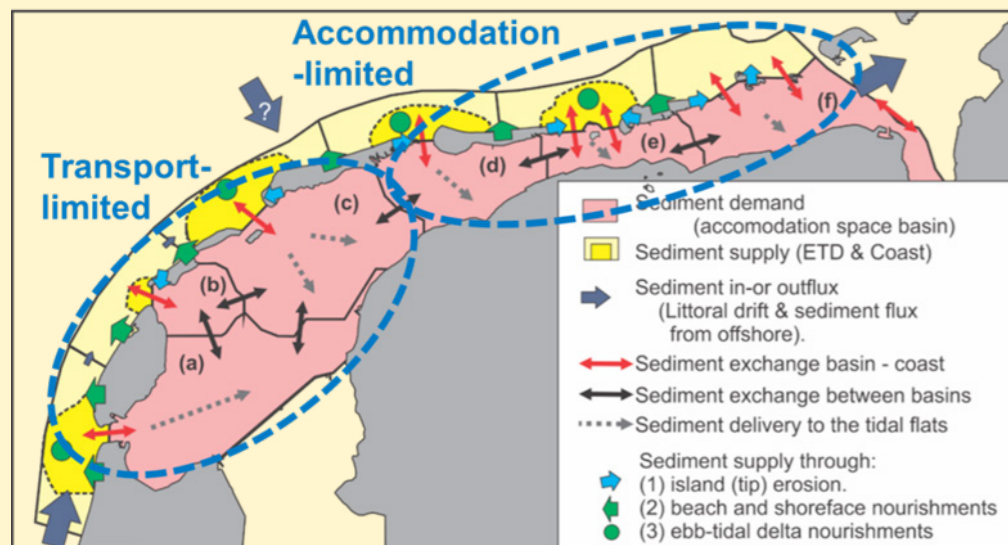 Accommodation
-limited
Transport-
limited
?
(f)
(e)
(d)
(c)
(b)
(a)
Sediment demand
(accomodation space basin)
Sediment supply (ETD & Coast)
Sediment in-or outflux
(Littoral drift & sediment flux
from offshore).
Sediment exchange basin - coast
Sediment exchange between basins
Sediment delivery to the tidal flats
Sediment supply through:
(1) island (tip) erosion.
(2) beach and shoreface nourishments
(3) ebb-tidal delta nourishments